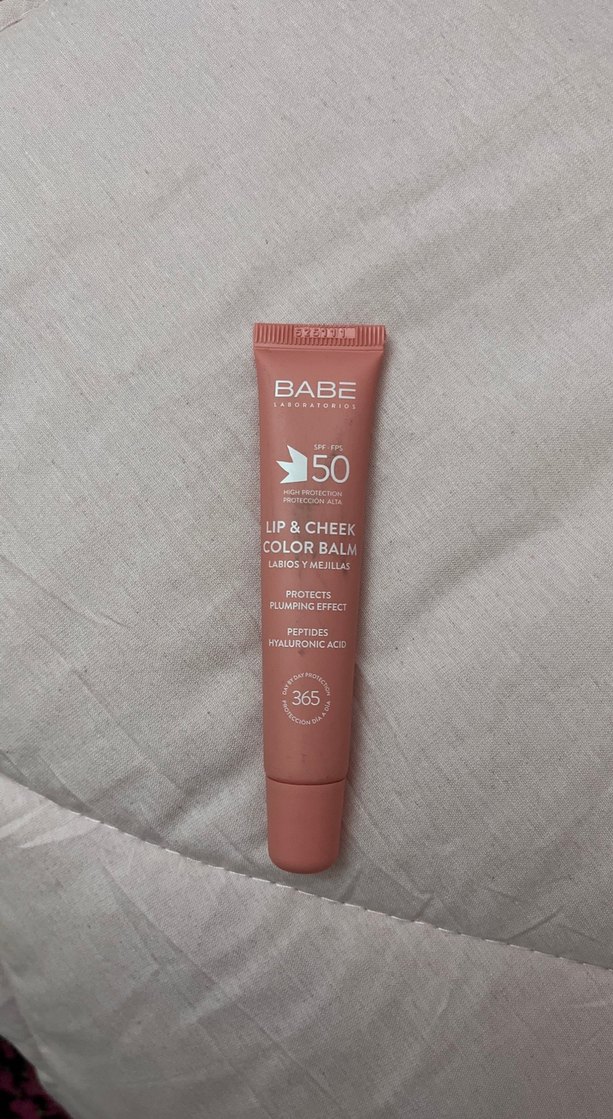 BABE
LABORATORIOS
SPF - FPS
50
HIGH PROTECTION
PROTECCIÓN ALTA
LIP & CHEEK
COLOR BALM
LABIOS Y MEJILLAS
PROTECTS
PLUMPING EFFECT
PEPTIDES
HYALURONIC ACID
DAY BY DAY PROTECTION
365
PROTECCIÓN DÍA A DÍA